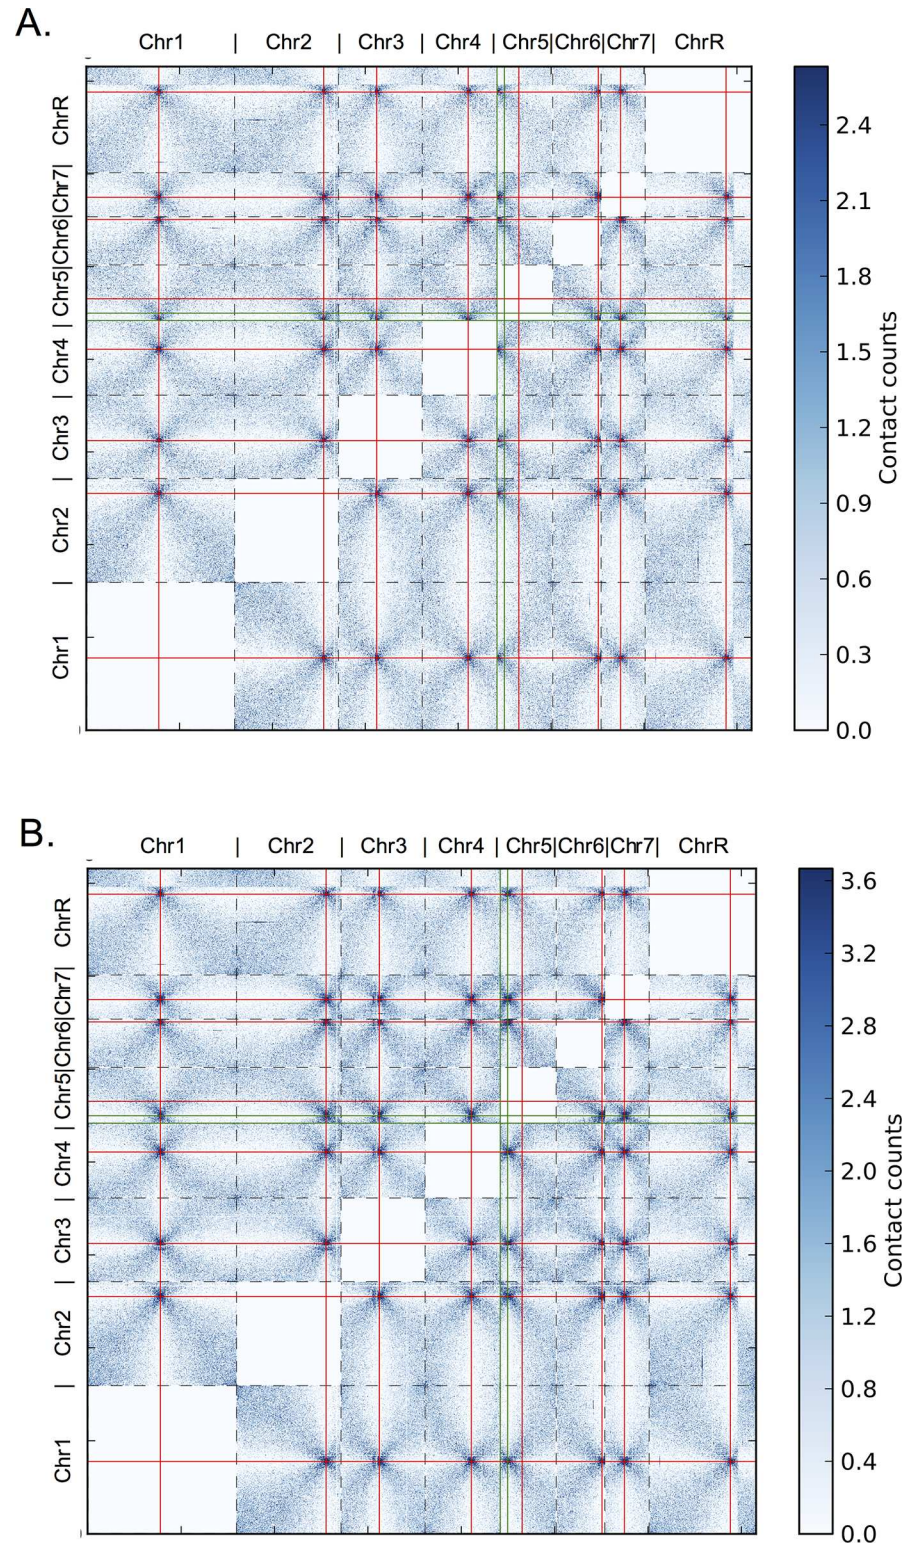 A.
Chr1 | Chr2 | Chr3 | Chr4 | Chr5|Chr6|Chr7| ChrR
Chr1 | Chr2 | Chr3 | Chr4 | Chr5|Chr6|Chr7| ChrR
2.4
2.1
1.8
1.5
1.2
0.9
0.6
0.3
0.0
Contact counts
B.
Chr1 | Chr2 | Chr3 | Chr4 | Chr5|Chr6|Chr7| ChrR
Chr1 | Chr2 | Chr3 | Chr4 | Chr5|Chr6|Chr7| ChrR
3.6
3.2
2.8
2.4
2.0
1.6
1.2
0.8
0.4
0.0
Contact counts